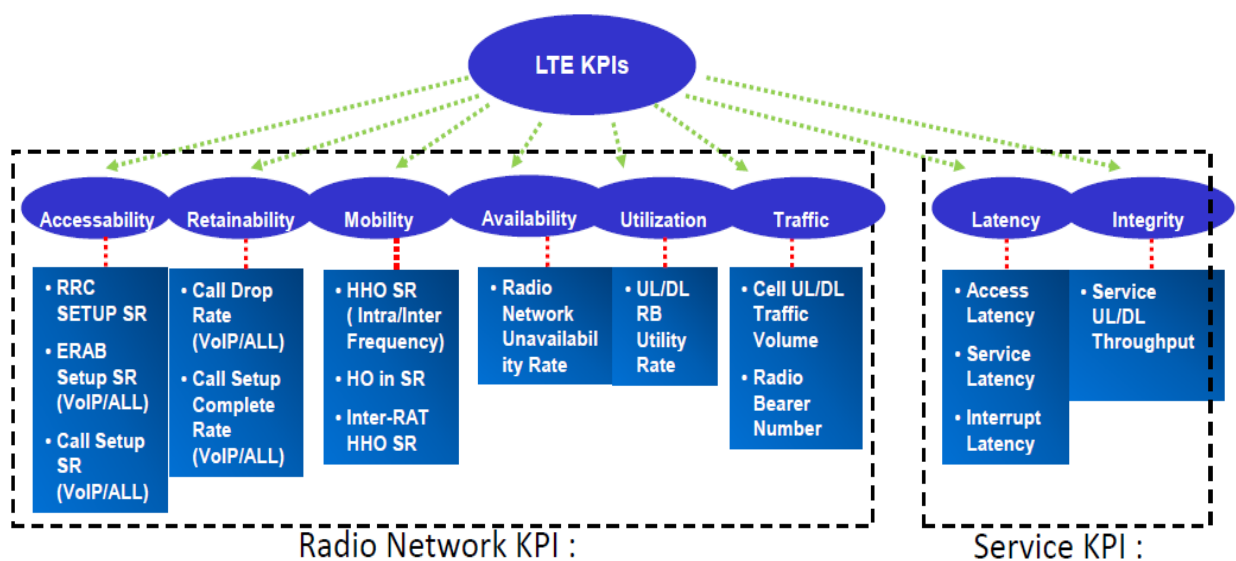 LTE KPIs
Accessability
Retainability
Mobility
Availability
Utilization
Traffic
Latency
Integrity
• RRC
SETUP SR
• ERAB
Setup SR
(VoIP/ALL)
• Call Setup
SR
(VoIP/ALL)
• Call Drop
Rate
(VoIP/ALL)
• Call Setup
Complete
Rate
(VoIP/ALL)
• HHO SR
( Intra/Inter
Frequency)
• HO in SR
• Inter-RAT
HHO SR
• Radio
Network
Unavailabil
ity Rate
• UL/DL
RB
Utility
Rate
• Cell UL/DL
Traffic
Volume
• Radio
Bearer
Number
• Access
Latency
• Service
Latency
• Interrupt
Latency
• Service
UL/DL
Throughput
Radio Network KPI :
Service KPI :